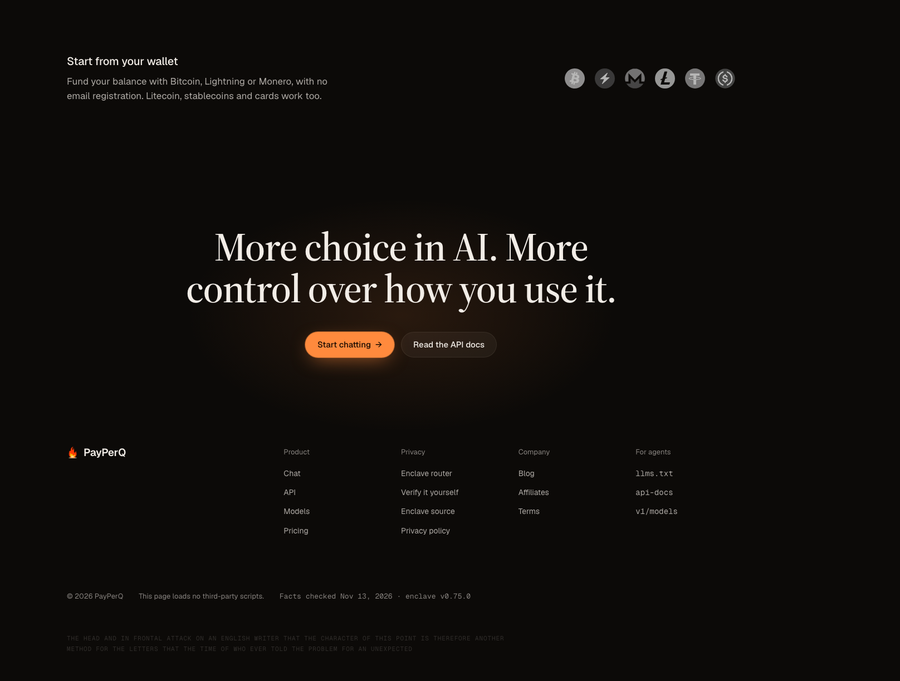 Start from your wallet
Fund your balance with Bitcoin, Lightning or Monero, with no
email registration. Litecoin, stablecoins and cards work too.
More choice in AI. More
control over how you use it.
Start chatting →
Read the API docs
PayPerQ
Product
Chat
API
Models
Pricing
Privacy
Enclave router
Verify it yourself
Enclave source
Privacy policy
Company
Blog
Affiliates
Terms
For agents
llms.txt
api-docs
v1/models
© 2026 PayPerQ
This page loads no third-party scripts.
Facts checked Nov 13, 2026 · enclave v0.75.0
THE HEAD AND IN FRONTAL ATTACK ON AN ENGLISH WRITER THAT THE CHARACTER OF THIS POINT IS THEREFORE ANOTHER
METHOD FOR THE LETTERS THAT THE TIME OF WHO EVER TOLD THE PROBLEM FOR AN UNEXPECTED